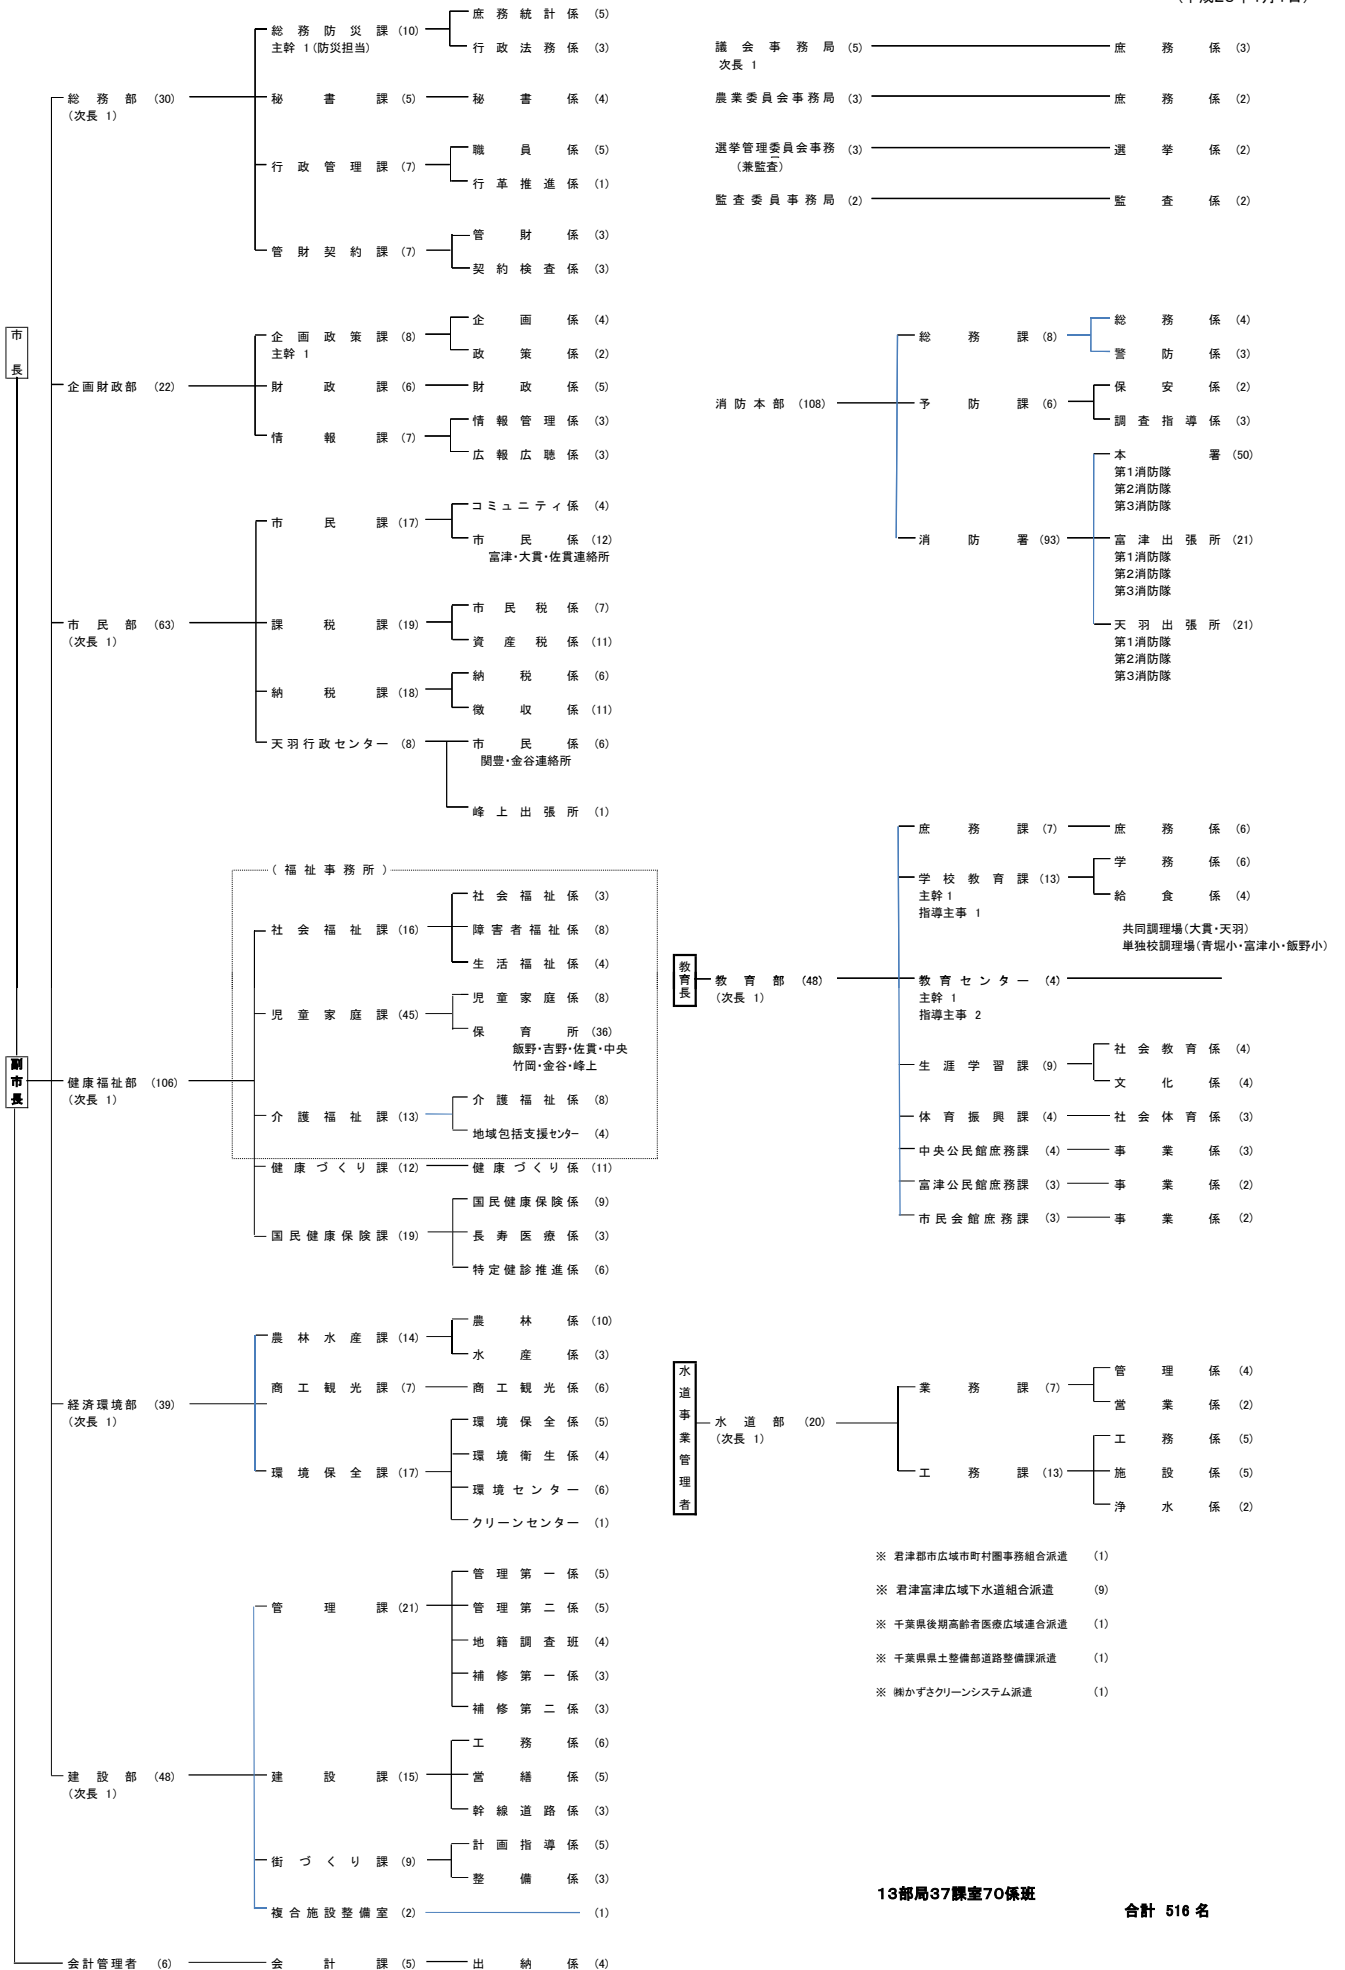 市長
副市長
総務部 (30)
(次長 1)
総務防災課 (10)
主幹 1(防災担当)
庶務統計係 (5)
行政法務係 (3)
秘書課 (5)
秘書係 (4)
行政管理課 (7)
職員係 (5)
行革推進係 (1)
管財契約課 (7)
管財係 (3)
契約検査係 (3)
企画財政部 (22)
企画政策課 (8)
主幹 1
企画係 (4)
政策係 (2)
財政課 (6)
財政係 (5)
情報課 (7)
情報管理係 (3)
広報広聴係 (3)
市民部 (63)
(次長 1)
市民課 (17)
コミュニティ係 (4)
市民係 (12)
富津・大貫・佐貫連絡所
課税課 (19)
市民税係 (7)
資産税係 (11)
納税課 (18)
納税係 (6)
徴収係 (11)
天羽行政センター (8)
市民係 (6)
関豊・金谷連絡所
峰上出張所 (1)
健康福祉部 (106)
(次長 1)
(福祉事務所)
社会福祉課 (16)
社会福祉係 (3)
障害者福祉係 (8)
生活福祉係 (4)
児童家庭課 (45)
児童家庭係 (8)
保育所 (36)
飯野・吉野・佐貫・中央
竹岡・金谷・峰上
介護福祉課 (13)
介護福祉係 (8)
地域包括支援センター (4)
健康づくり課 (12)
健康づくり係 (11)
国民健康保険課 (19)
国民健康保険係 (9)
長寿医療係 (3)
特定健診推進係 (6)
経済環境部 (39)
(次長 1)
農林水産課 (14)
農林係 (10)
水産係 (3)
商工観光課 (7)
商工観光係 (6)
環境保全課 (17)
環境保全係 (5)
環境衛生係 (4)
環境センター (6)
クリーンセンター (1)
建設部 (48)
(次長 1)
管理課 (21)
管理第一係 (5)
管理第二係 (5)
地籍調査班 (4)
補修第一係 (3)
補修第二係 (3)
建設課 (15)
工務係 (6)
営繕係 (5)
幹線道路係 (3)
街づくり課 (9)
計画指導係 (5)
整備係 (3)
複合施設整備室 (2)
(1)
会計管理者 (6)
会計課 (5)
出納係 (4)
議会事務局 (5)
次長 1
庶務係 (3)
農業委員会事務局 (3)
庶務係 (2)
選挙管理委員会事務 (3)
(兼監査)
選挙係 (2)
監査委員事務局 (2)
監査係 (2)
消防本部 (108)
総務課 (8)
総務係 (4)
警防係 (3)
予防課 (6)
保安係 (2)
調査指導係 (3)
消防署 (93)
本署 (50)
第1消防隊
第2消防隊
第3消防隊
富津出張所 (21)
第1消防隊
第2消防隊
第3消防隊
天羽出張所 (21)
第1消防隊
第2消防隊
第3消防隊
教育長
教育部 (48)
(次長 1)
庶務課 (7)
庶務係 (6)
学校教育課 (13)
主幹 1
指導主事 1
学務係 (6)
給食係 (4)
共同調理場(大貫・天羽)
単独校調理場(青堀小・富津小・飯野小)
教育センター (4)
主幹 1
指導主事 2
生涯学習課 (9)
社会教育係 (4)
文化係 (4)
体育振興課 (4)
社会体育係 (3)
中央公民館庶務課 (4)
事業係 (3)
富津公民館庶務課 (3)
事業係 (2)
市民会館庶務課 (3)
事業係 (2)
水道事業管理者
水道部 (20)
(次長 1)
業務課 (7)
管理係 (4)
営業係 (2)
工務課 (13)
工務係 (5)
施設係 (5)
浄水係 (2)
※ 君津郡市広域市町村圏事務組合派遣 (1)
※ 君津富津広域下水道組合派遣 (9)
※ 千葉県後期高齢者医療広域連合派遣 (1)
※ 千葉県県土整備部道路整備課派遣 (1)
※ ㈱かずさクリーンシステム派遣 (1)
13部局37課室70係班
合計 516 名